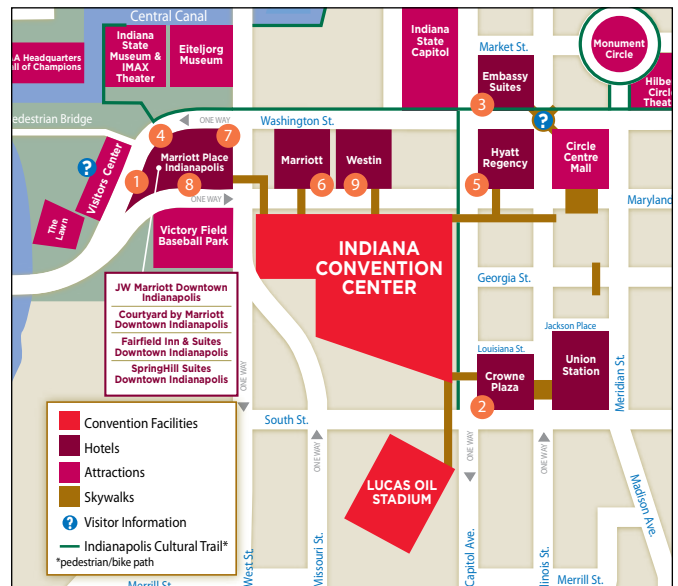 Central Canal
Indiana
State
Museum &
IMAX
Theater
Eiteljorg
Museum
Indiana
State
Capitol
Market St.
Monument
Circle
Embassy
Suites
3
Headquarters
of Champions
Circle
edestrian Bridge
ONE WAY
Washington St.
4
7
?
?
Marriott Place
Indianapolis
Marriott
Westin
Hyatt
Regency
Circle
Centre
Mall
Visitors Center
1
8
6
9
5
ONE WAY
Maryland
The
Lawn
Victory Field
Baseball Park
INDIANA
CONVENTION
CENTER
Georgia St.
JW Marriott Downtown
Indianapolis
Courtyard by Marriott
Downtown Indianapolis
Fairfield Inn & Suites
Downtown Indianapolis
SpringHill Suites
Downtown Indianapolis
Jackson Place
Louisiana St.
Union
Station
Crowne
Plaza
Meridian St.
2
ONE WAY
South St.
ONE WAY
ONE WAY
ONE WAY
LUCAS OIL
STADIUM
Convention Facilities
Hotels
Attractions
Skywalks
? Visitor Information
Indianapolis Cultural Trail*
*pedestrian/bike path
Madison Ave.
Merrill St.
West St.
Missouri St.
Capitol Ave.
Illinois St.
Merrill St.